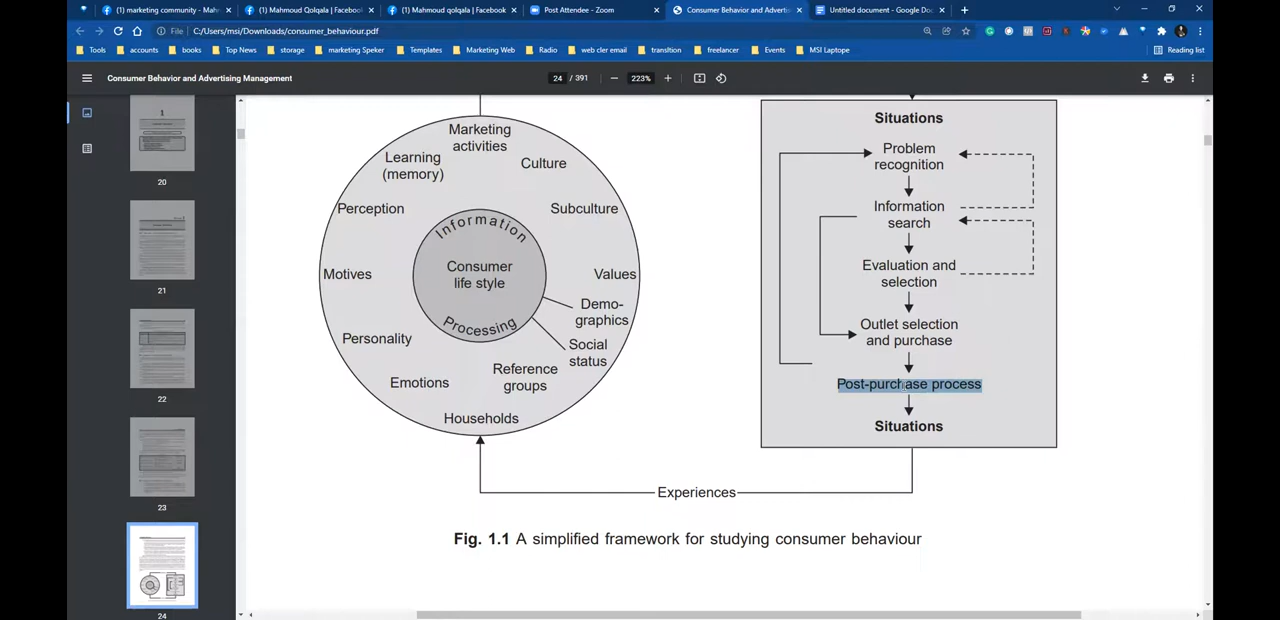 (1) marketing community - Mah
(1) Mahmoud Qolqala | Facebook
(1) Mahmoud qolqala | Facebook
Post Attendee - Zoom
Consumer Behavior and Advertis
Untitled document - Google Doc
File
C:/Users/msi/Downloads/consumer_behaviour.pdf
Tools
accounts
books
Top News
storage
marketing Speker
Templates
Marketing Web
Radio
web cler email
transltion
freelancer
Events
MSI Laptope
Reading list
Consumer Behavior and Advertising Management
24 / 391
223%
20
21
22
23
24
Marketing
activities
Learning
(memory)
Culture
Perception
Subculture
Information
Motives
Consumer
life style
Values
Processing
Demo-
graphics
Personality
Social
status
Emotions
Reference
groups
Households
Situations
Problem
recognition
Information
search
Evaluation and
selection
Outlet selection
and purchase
Post-purchase process
Situations
Experiences
Fig. 1.1 A simplified framework for studying consumer behaviour